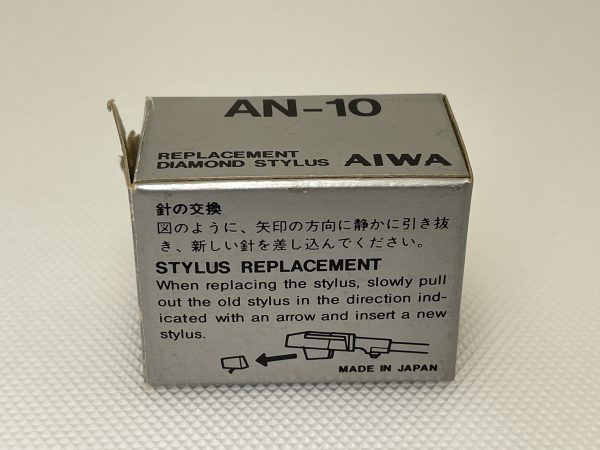 AN-10
REPLACEMENT
DIAMOND STYLUS AIWA
針の交換
図のように、矢印の方向に静かに引き抜
き、新しい針を差し込んでください。
STYLUS REPLACEMENT
When replacing the stylus, slowly pull
out the old stylus in the direction ind-
icated with an arrow and insert a new
stylus.
MADE IN JAPAN